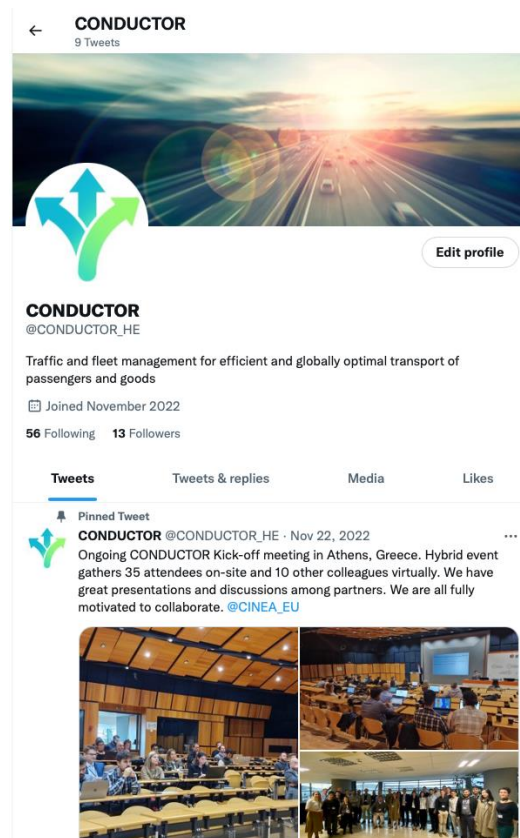 CONDUCTOR
9 Tweets
Edit profile
CONDUCTOR
@CONDUCTOR_HE
Traffic and fleet management for efficient and globally optimal transport of
passengers and goods
Joined November 2022
56 Following 13 Followers
Tweets Tweets & replies Media Likes
Pinned Tweet
CONDUCTOR @CONDUCTOR_HE · Nov 22, 2022
Ongoing CONDUCTOR Kick-off meeting in Athens, Greece. Hybrid event
gathers 35 attendees on-site and 10 other colleagues virtually. We have
great presentations and discussions among partners. We are all fully
motivated to collaborate. @CINEA_EU